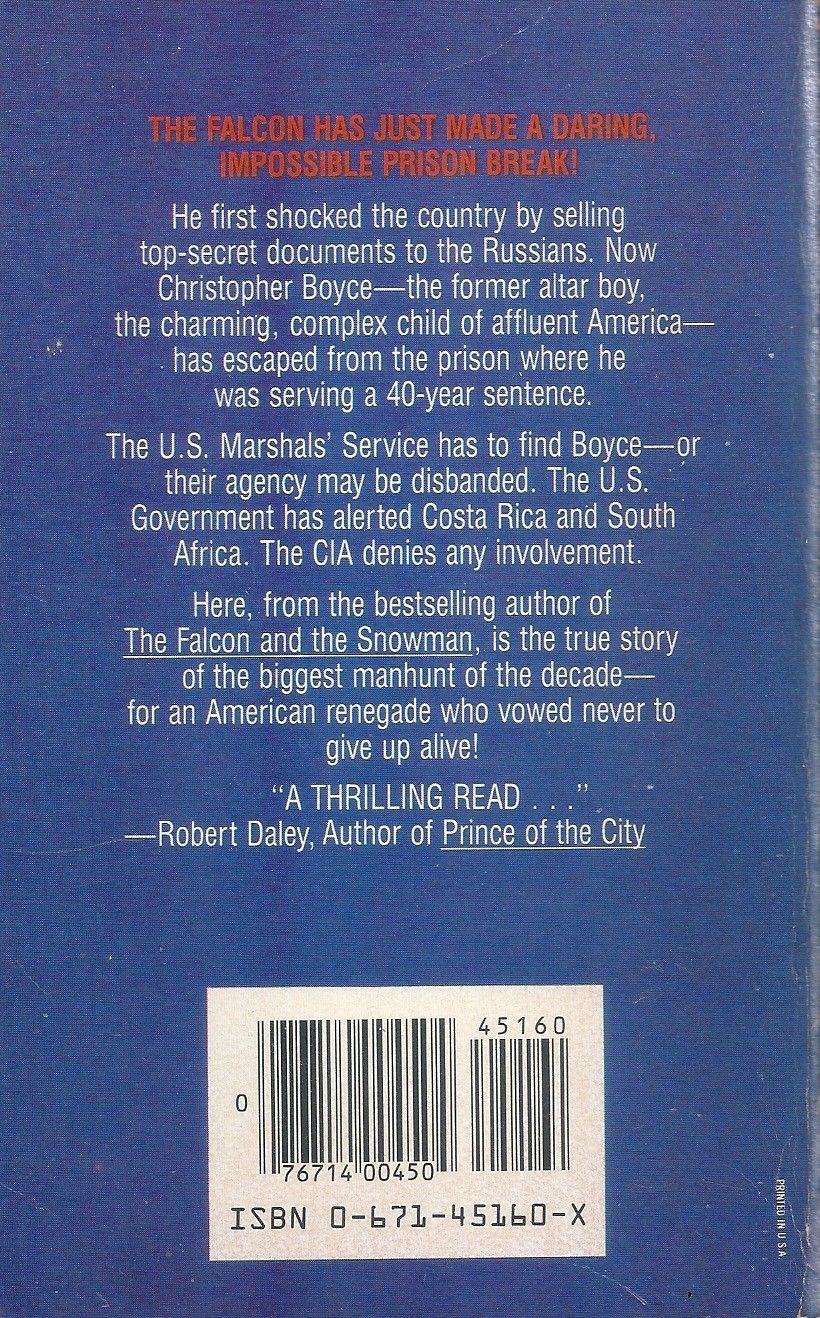 THE FALCON HAS JUST MADE A DARING,
IMPOSSIBLE PRISON BREAK!
He first shocked the country by selling
top-secret documents to the Russians. Now
Christopher Boyce—the former altar boy,
the charming, complex child of affluent America—
has escaped from the prison where he
was serving a 40-year sentence.
The U.S. Marshals' Service has to find Boyce—or
their agency may be disbanded. The U.S.
Government has alerted Costa Rica and South
Africa. The CIA denies any involvement.
Here, from the bestselling author of
The Falcon and the Snowman, is the true story
of the biggest manhunt of the decade—
for an American renegade who vowed never to
give up alive!
"A THRILLING READ . . ."
—Robert Daley, Author of Prince of the City
45160
0
76714 00450
ISBN 0-671-45160-X
PRINTED IN U.S.A.